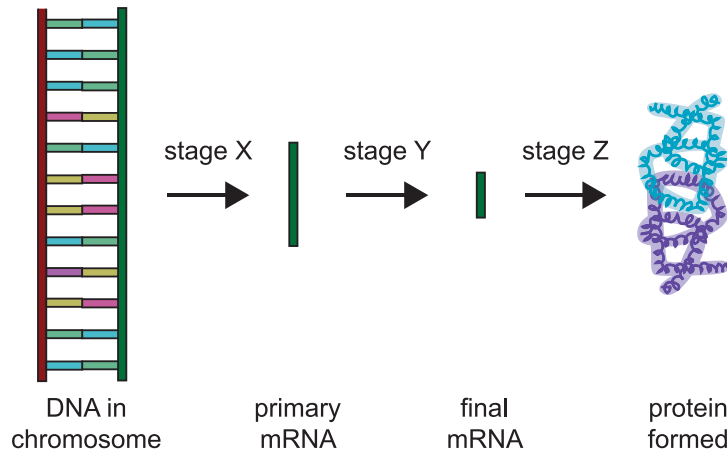 stage X
stage Y
stage Z
DNA in
chromosome
primary
mRNA
final
mRNA
protein
formed